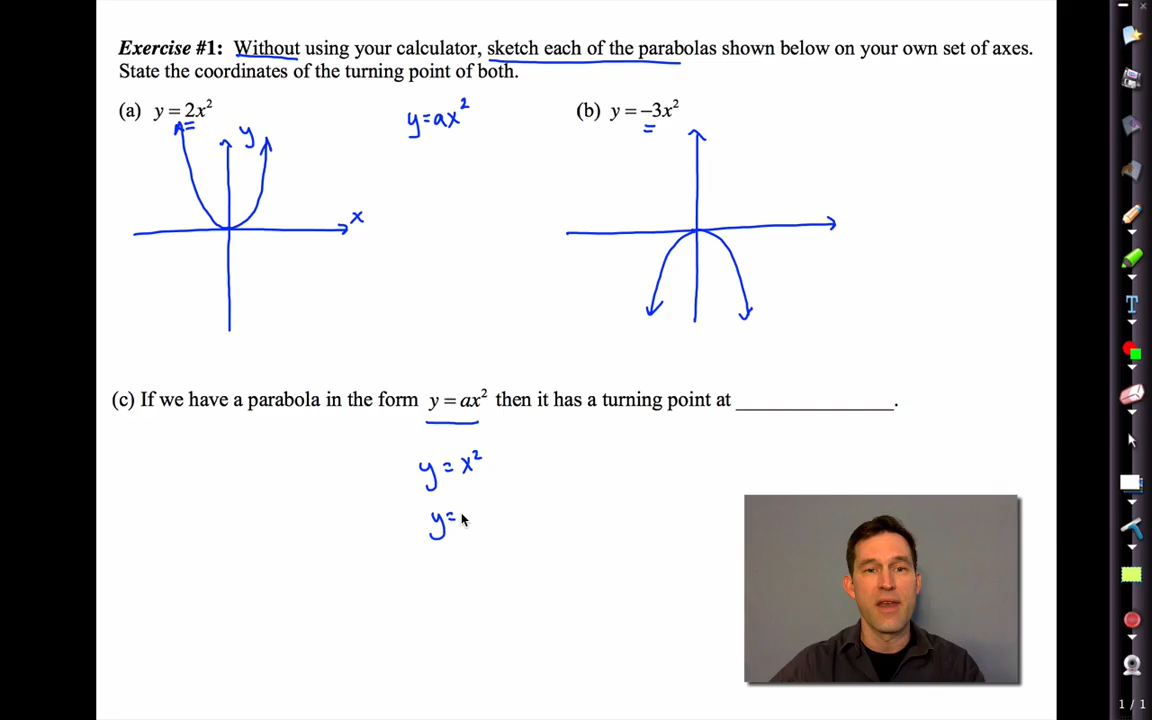 Exercise #1: Without using your calculator, sketch each of the parabolas shown below on your own set of axes.
State the coordinates of the turning point of both.
(a) y = 2x²
y = ax²
(b) y = −3x²
y
x
(c) If we have a parabola in the form y = ax² then it has a turning point at ______________.
y = x²
y =
T
1 / 1